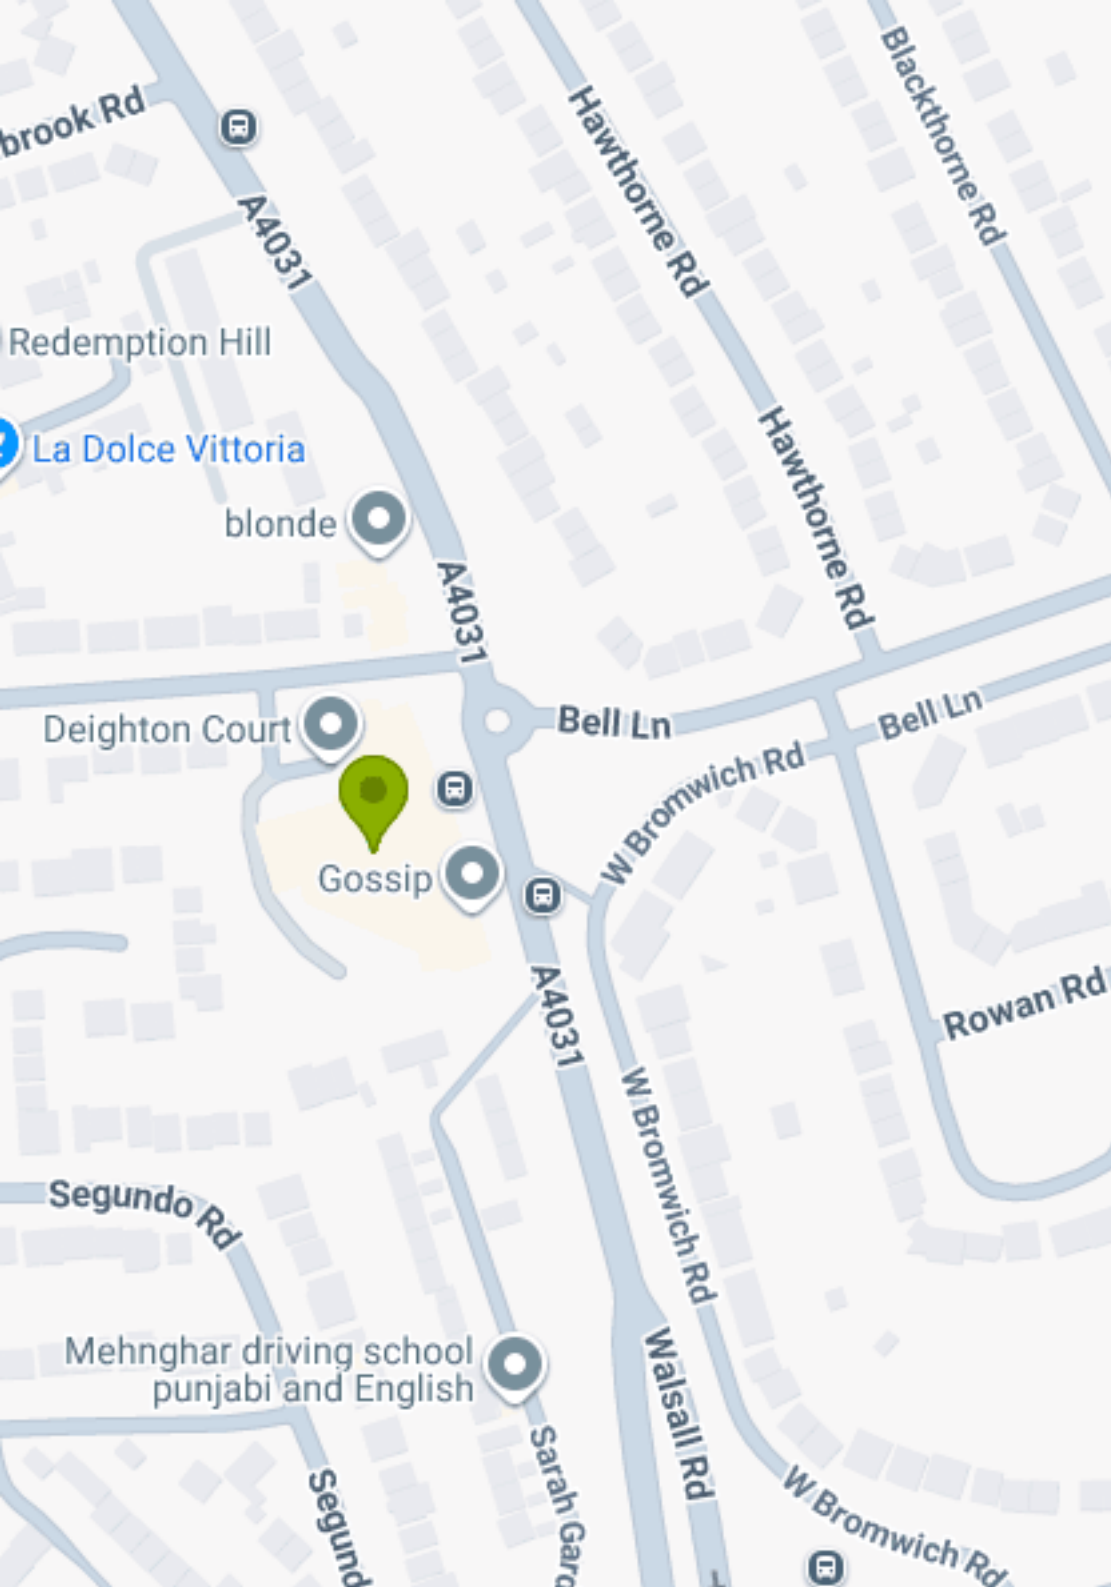 brook Rd
A4031
Hawthorne Rd
Blackthorne Rd
Redemption Hill
La Dolce Vittoria
Hawthorne Rd
blonde
A4031
Deighton Court
Bell Ln
Bell Ln
W Bromwich Rd
Gossip
A4031
Rowan Rd
W Bromwich Rd
Segundo Rd
Mehnghar driving school
punjabi and English
Walsall Rd
Sarah Gard
Segund
W Bromwich Rd